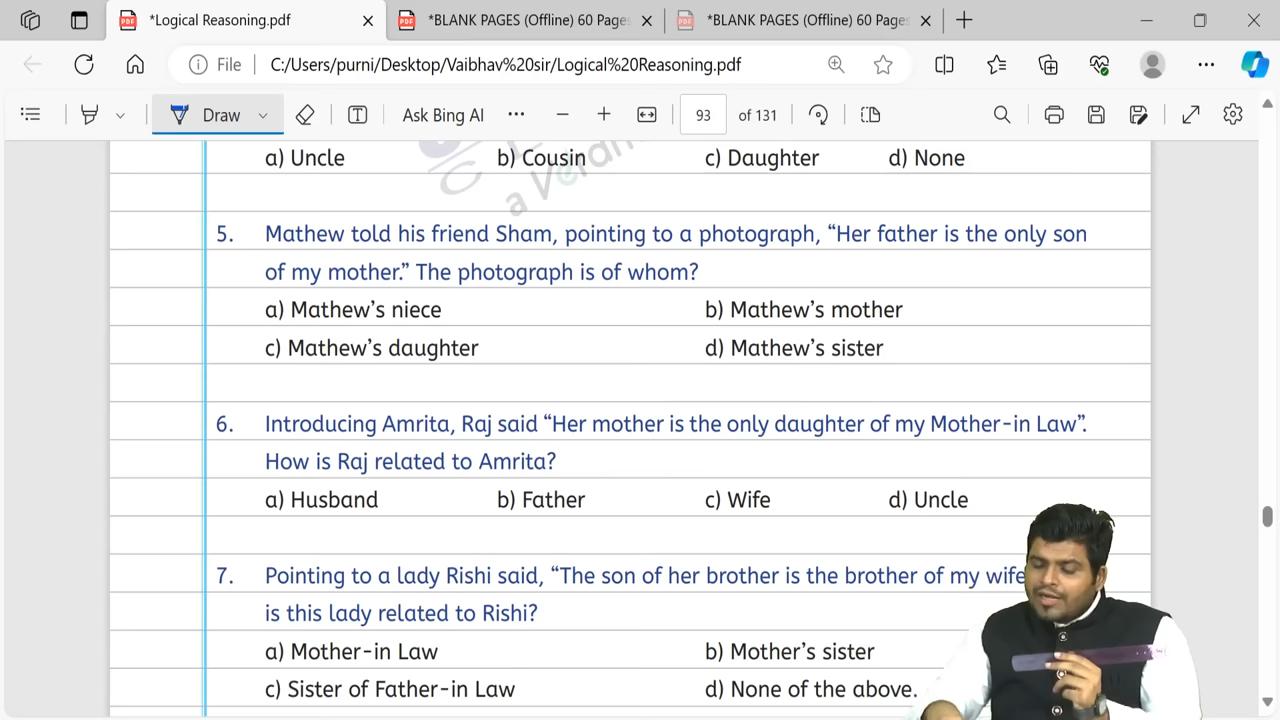 *Logical Reasoning.pdf
*BLANK PAGES (Offline) 60 Pages
*BLANK PAGES (Offline) 60 Pages
File C:/Users/purni/Desktop/Vaibhav%20sir/Logical%20Reasoning.pdf
Draw Ask Bing AI 93 of 131
a) Uncle b) Cousin c) Daughter d) None
a
5. Mathew told his friend Sham, pointing to a photograph, “Her father is the only son
of my mother.” The photograph is of whom?
a) Mathew’s niece b) Mathew’s mother
c) Mathew’s daughter d) Mathew’s sister
6. Introducing Amrita, Raj said “Her mother is the only daughter of my Mother-in Law”.
How is Raj related to Amrita?
a) Husband b) Father c) Wife d) Uncle
7. Pointing to a lady Rishi said, “The son of her brother is the brother of my wife
is this lady related to Rishi?
a) Mother-in Law b) Mother’s sister
c) Sister of Father-in Law d) None of the above.